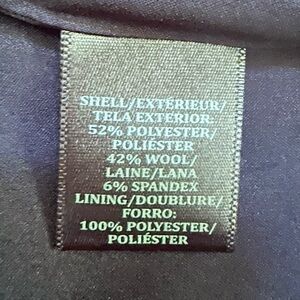 SHELL/EXTÉRIEUR/
TELA EXTERIOR:
52% POLYESTER/
POLIÉSTER
42% WOOL/
LAINE/LANA
6% SPANDEX
LINING/DOUBLURE/
FORRO:
100% POLYESTER/
POLIÉSTER